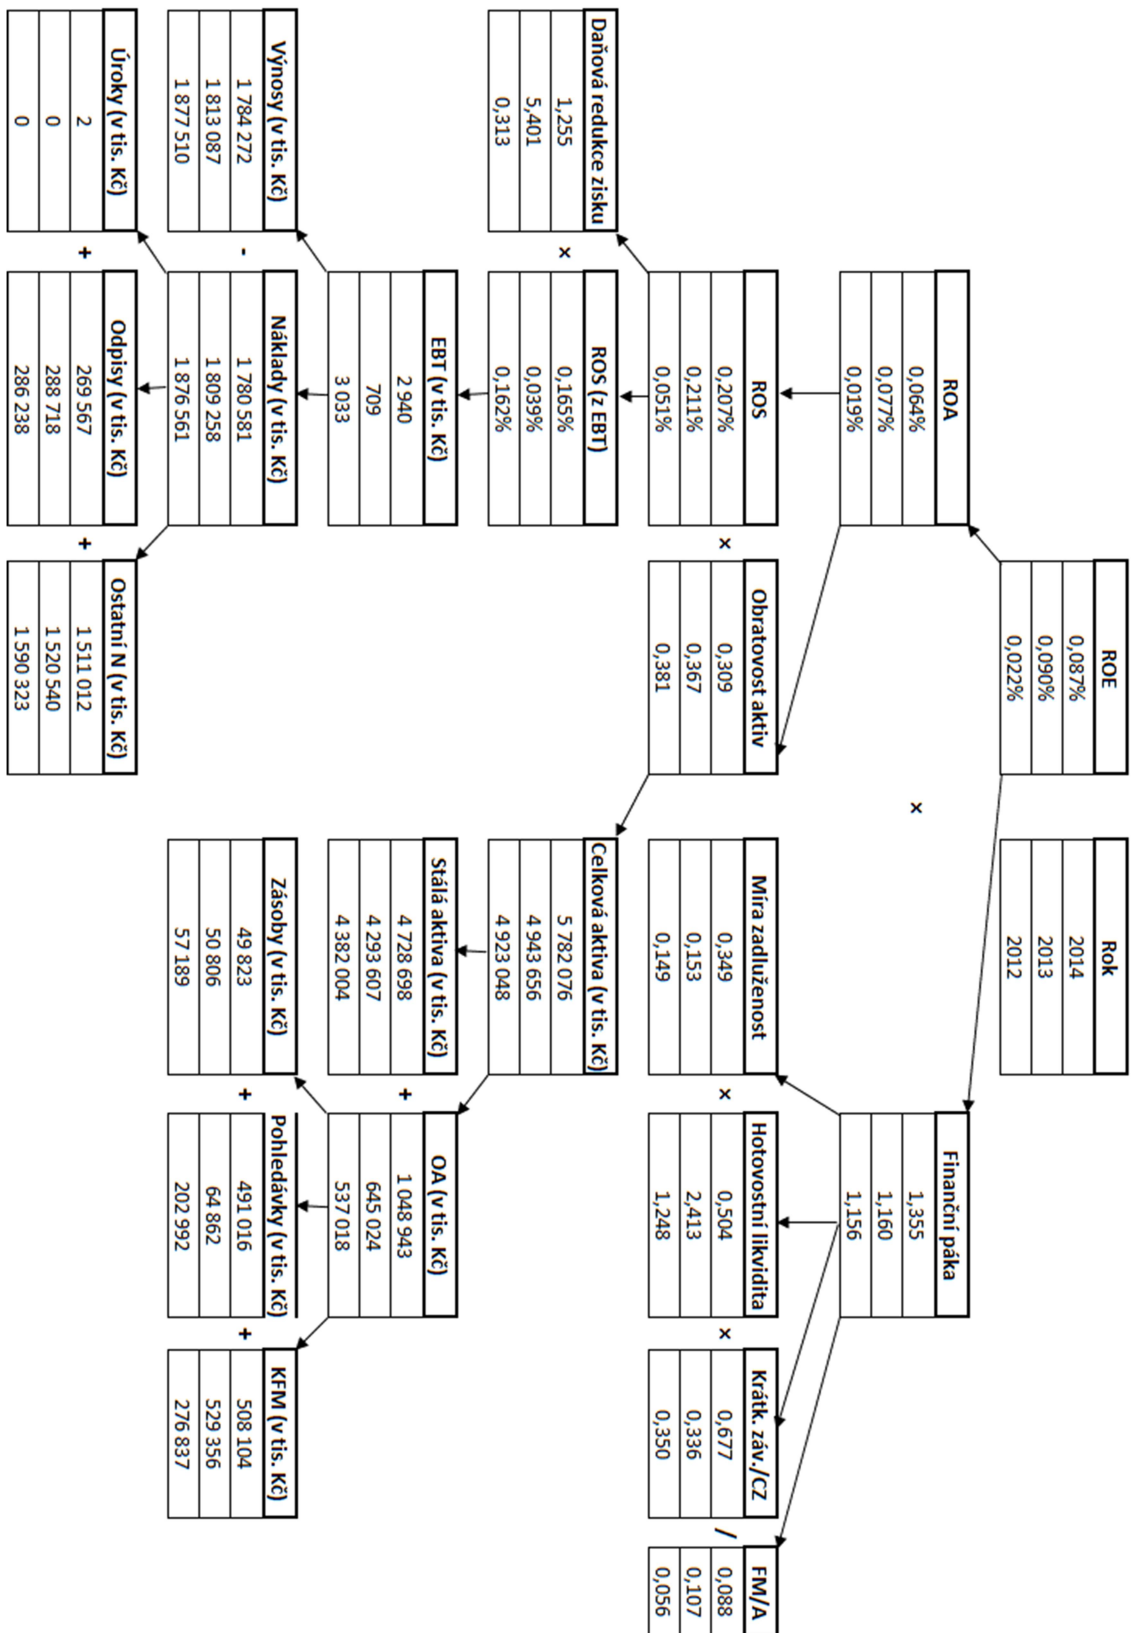 ROE
0,087%
0,090%
0,022%
Rok
2014
2013
2012
×
ROA
0,064%
0,077%
0,019%
Finanční páka
1,355
1,160
1,156
ROS
0,207%
0,211%
0,051%
×
Obratovost aktiv
0,309
0,367
0,381
Míra zadluženost
0,349
0,153
0,149
×
Hotovostní likvidita
0,504
2,413
1,248
×
Krátk. záv./CZ
0,677
0,336
0,350
/
FM/A
0,088
0,107
0,056
Daňová redukce zisku
1,255
5,401
0,313
×
ROS (z EBT)
0,165%
0,039%
0,162%
Celková aktiva (v tis. Kč)
5 782 076
4 943 656
4 923 048
EBT (v tis. Kč)
2 940
709
3 033
Stálá aktiva (v tis. Kč)
4 728 698
4 293 607
4 382 004
+
OA (v tis. Kč)
1 048 943
645 024
537 018
Výnosy (v tis. Kč)
1 784 272
1 813 087
1 877 510
-
Náklady (v tis. Kč)
1 780 581
1 809 258
1 876 561
Zásoby (v tis. Kč)
49 823
50 806
57 189
+
Pohledávky (v tis. Kč)
491 016
64 862
202 992
+
KFM (v tis. Kč)
508 104
529 356
276 837
Úroky (v tis. Kč)
2
0
0
+
Odpisy (v tis. Kč)
269 567
288 718
286 238
+
Ostatní N (v tis. Kč)
1 511 012
1 520 540
1 590 323